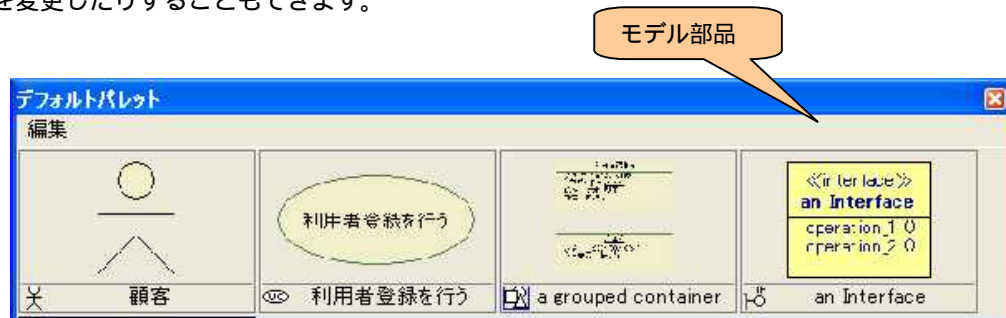 を変更したりすることもできます。
モデル部品
デフォルトパレット
編集
利用者登録を行う
≪interface≫
an Interface
operation_1()
operation_2()
顧客
利用者登録を行う
a grouped container
an Interface